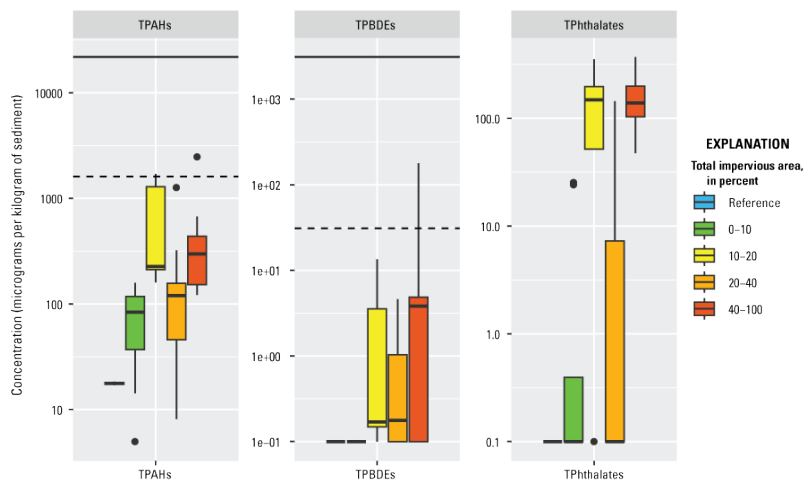 TPAHs
TPBDEs
TPhthalates
Concentration (micrograms per kilogram of sediment)
10000
1000
100
10
1e+03
1e+02
1e+01
1e+00
1e–01
100.0
10.0
1.0
0.1
TPAHs
TPBDEs
TPhthalates
EXPLANATION
Total impervious area,
in percent
Reference
0–10
10–20
20–40
40–100